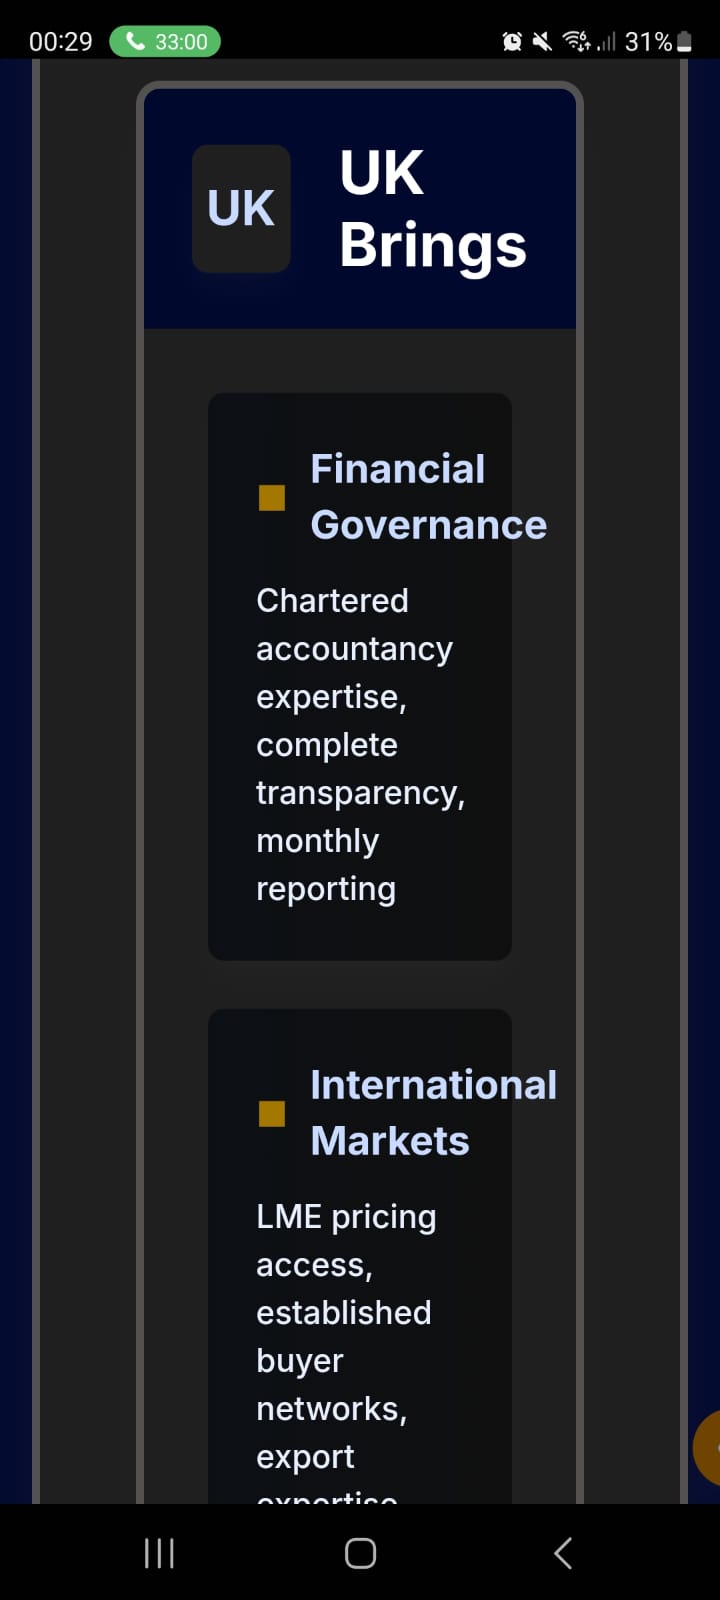 00:29 33:00 31%
UK
UK
Brings
Financial
Governance
Chartered
accountancy
expertise,
complete
transparency,
monthly
reporting
International
Markets
LME pricing
access,
established
buyer
networks,
export
expertise